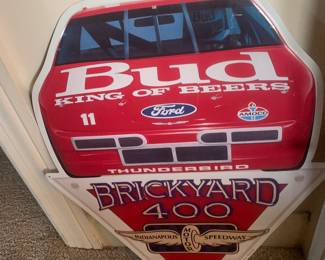 Bud
KING OF BEERS
11
Ford
AMOCO
THUNDERBIRD
BRICKYARD
400
INDIANAPOLIS MOTOR SPEEDWAY